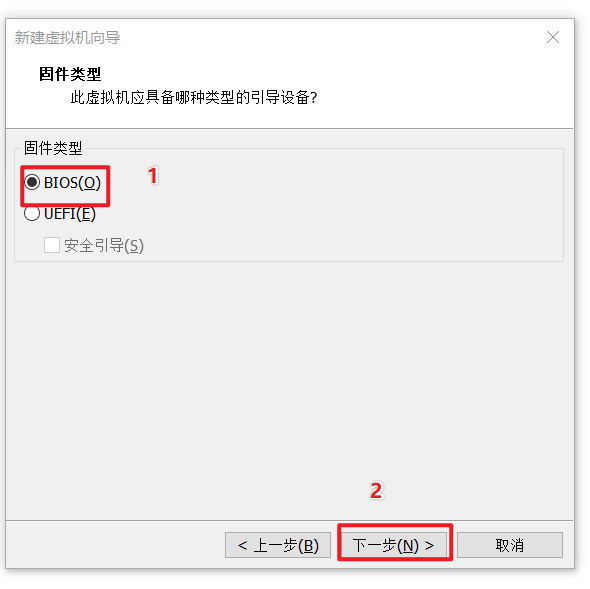 新建虚拟机向导
固件类型
此虚拟机应具备哪种类型的引导设备?
固件类型
BIOS(O)
1
UEFI(E)
安全引导(S)
2
< 上一步(B)
下一步(N) >
取消